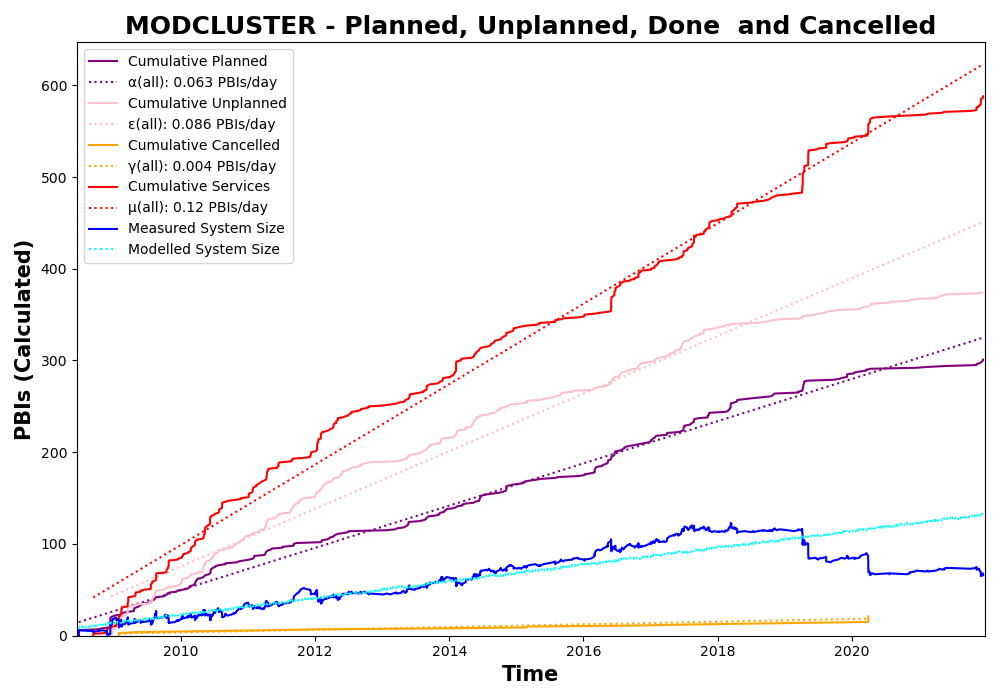 MODCLUSTER - Planned, Unplanned, Done  and Cancelled
Cumulative Planned
α(all): 0.063 PBIs/day
Cumulative Unplanned
ε(all): 0.086 PBIs/day
Cumulative Cancelled
γ(all): 0.004 PBIs/day
Cumulative Services
μ(all): 0.12 PBIs/day
Measured System Size
Modelled System Size
PBIs (Calculated)
600
500
400
300
200
100
0
2010 2012 2014 2016 2018 2020
Time